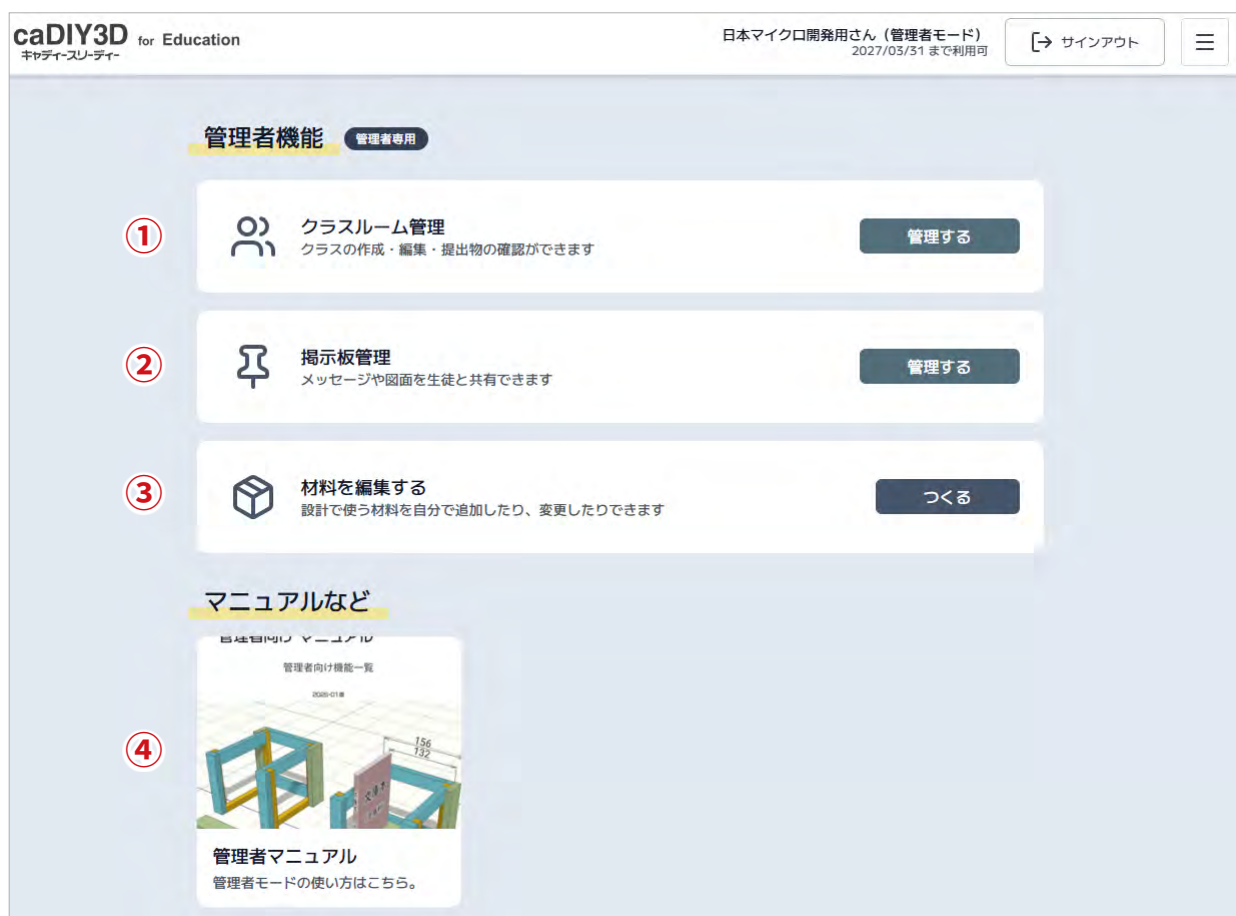 caDIY3D for Education
キャディースリーディー
日本マイクロ開発用さん（管理者モード）
2027/03/31 まで利用可
サインアウト
管理者機能 管理者専用
①
クラスルーム管理
クラスの作成・編集・提出物の確認ができます
管理する
②
掲示板管理
メッセージや図面を生徒と共有できます
管理する
③
材料を編集する
設計で使う材料を自分で追加したり、変更したりできます
つくる
マニュアルなど
④
管理者向け マニュアル
管理者向け機能一覧
156
132
管理者マニュアル
管理者モードの使い方はこちら。